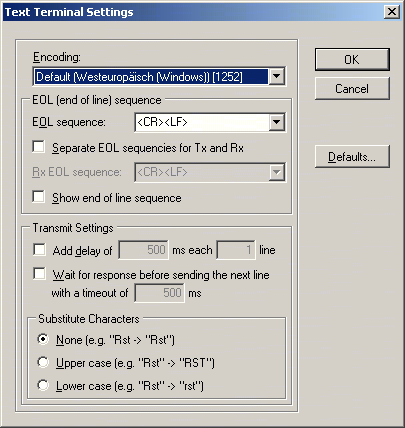 Text Terminal Settings
Encoding:
Default (Westeuropäisch (Windows)) [1252]
OK
Cancel
Defaults...
EOL (end of line) sequence
EOL sequence: <CR><LF>
Separate EOL sequencies for Tx and Rx
Rx EOL sequence: <CR><LF>
Show end of line sequence
Transmit Settings
Add delay of 500 ms each 1 line
Wait for response before sending the next line
with a timeout of 500 ms
Substitute Characters
None (e.g. "Rst -> "Rst")
Upper case (e.g. "Rst" -> "RST")
Lower case (e.g. "Rst" -> "rst")